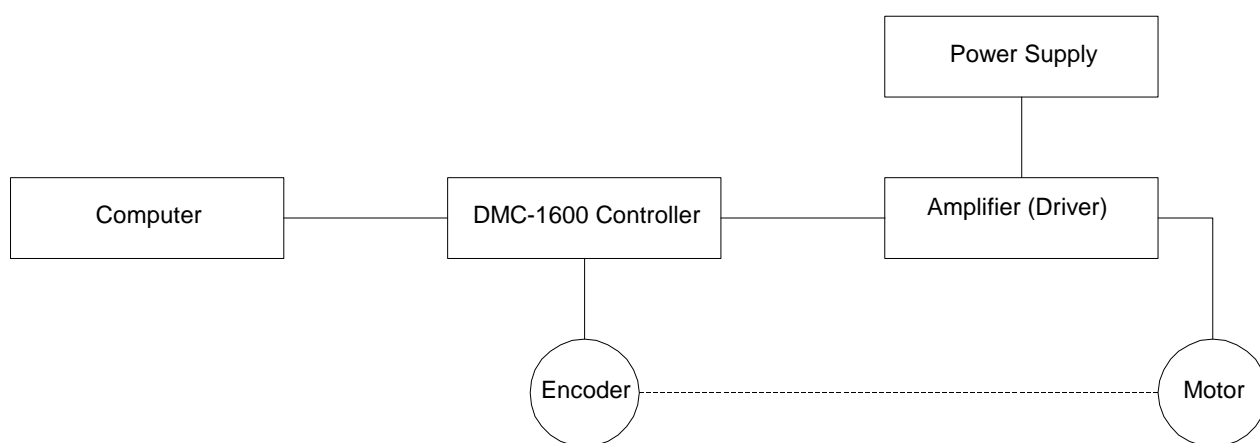 Power Supply
Computer
DMC-1600 Controller
Amplifier (Driver)
Encoder
Motor